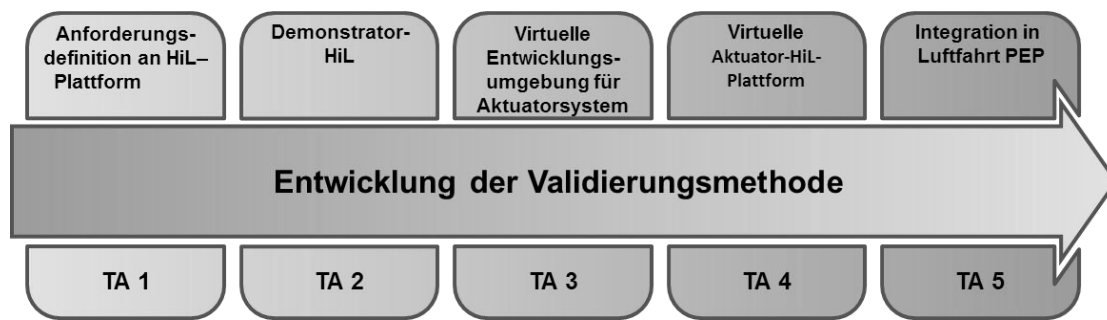 Anforderungs-
definition an HiL–
Plattform
Demonstrator-
HiL
Virtuelle
Entwicklungs-
umgebung für
Aktuatorsystem
Virtuelle
Aktuator-HiL-
Plattform
Integration in
Luftfahrt PEP
Entwicklung der Validierungsmethode
TA 1
TA 2
TA 3
TA 4
TA 5